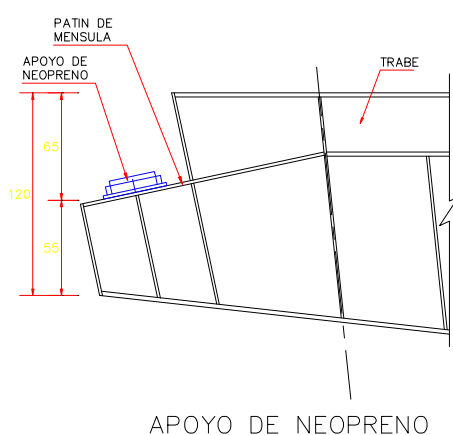 PATIN DE
MENSULA
APOYO DE
NEOPRENO
TRABE
65
120
55
APOYO DE NEOPRENO